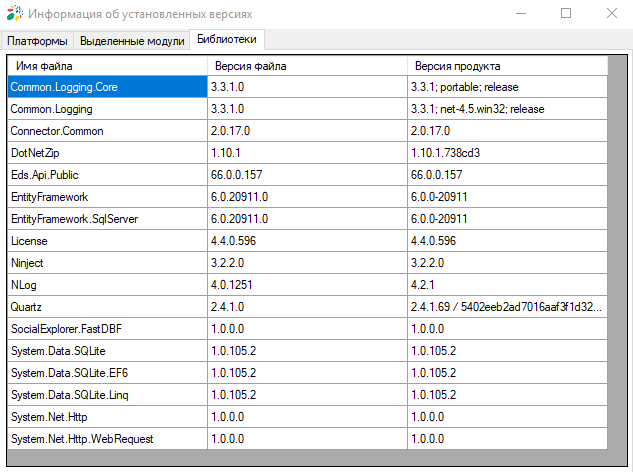 Информация об установленных версиях
Платформы Выделенные модули Библиотеки
Имя файла Версия файла Версия продукта
Common.Logging.Core 3.3.1.0 3.3.1; portable; release
Common.Logging 3.3.1.0 3.3.1; net-4.5.win32; release
Connector.Common 2.0.17.0 2.0.17.0
DotNetZip 1.10.1 1.10.1.738cd3
Eds.Api.Public 66.0.0.157 66.0.0.157
EntityFramework 6.0.20911.0 6.0.0-20911
EntityFramework.SqlServer 6.0.20911.0 6.0.0-20911
License 4.4.0.596 4.4.0.596
Ninject 3.2.2.0 3.2.2.0
NLog 4.0.1251 4.2.1
Quartz 2.4.1.0 2.4.1.69 / 5402eeb2ad7016aaf3f1d32...
SocialExplorer.FastDBF 1.0.0.0 1.0.0.0
System.Data.SQLite 1.0.105.2 1.0.105.2
System.Data.SQLite.EF6 1.0.105.2 1.0.105.2
System.Data.SQLite.Linq 1.0.105.2 1.0.105.2
System.Net.Http 1.0.0.0 1.0.0.0
System.Net.Http.WebRequest 1.0.0.0 1.0.0.0